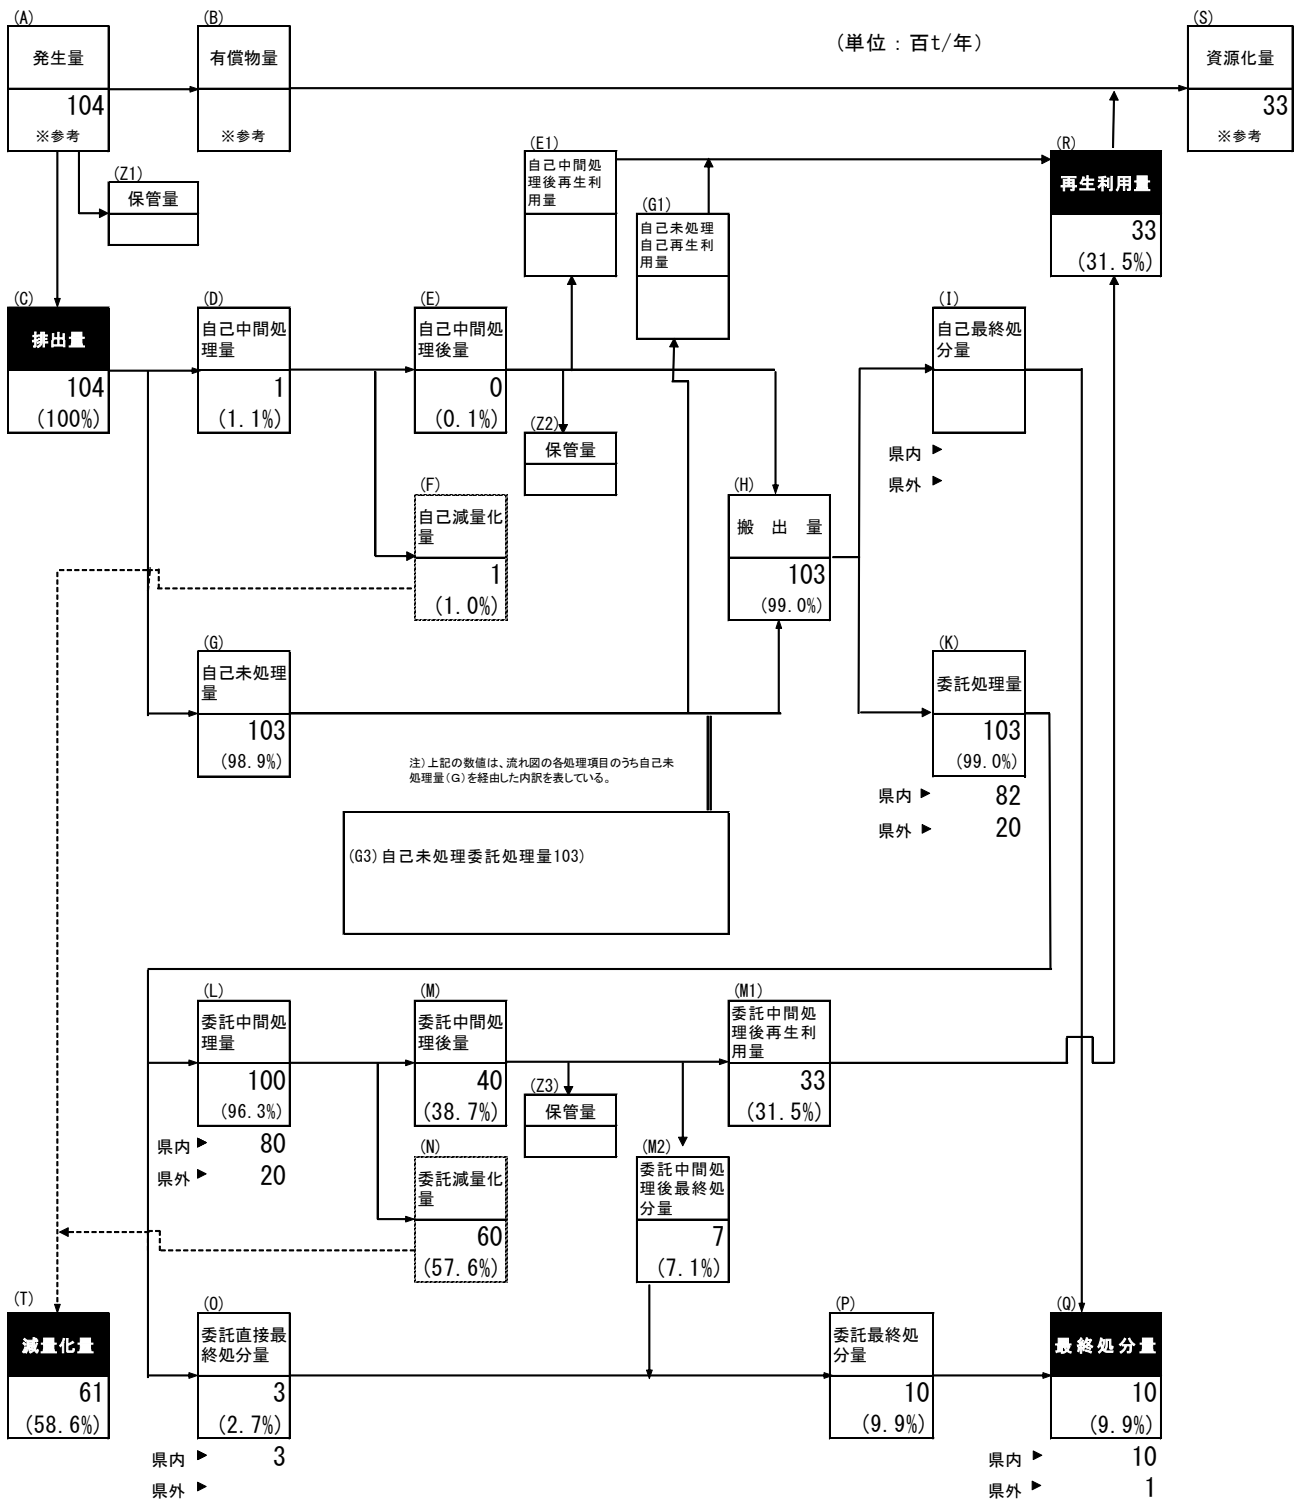 (A)
発生量
104
※参考
(B)
有償物量
※参考
(単位：百t/年)
(S)
資源化量
33
※参考
(Z1)
保管量
(E1)
自己中間処
理後再生利
用量
(G1)
自己未処理
自己再生利
用量
(R)
再生利用量
33
(31.5%)
(C)
排出量
104
(100%)
(D)
自己中間処
理量
1
(1.1%)
(E)
自己中間処
理後量
0
(0.1%)
(Z2)
保管量
(I)
自己最終処
分量
県内 ▶
県外 ▶
(F)
自己減量化
量
1
(1.0%)
(H)
搬 出 量
103
(99.0%)
(G)
自己未処理
量
103
(98.9%)
(K)
委託処理量
103
(99.0%)
県内 ▶ 82
県外 ▶ 20
注）上記の数値は、流れ図の各処理項目のうち自己未
処理量（G）を経由した内訳を表している。
(G3)自己未処理委託処理量103)
(L)
委託中間処
理量
100
(96.3%)
県内 ▶ 80
県外 ▶ 20
(M)
委託中間処
理後量
40
(38.7%)
(Z3)
保管量
(M1)
委託中間処
理後再生利
用量
33
(31.5%)
(N)
委託減量化
量
60
(57.6%)
(M2)
委託中間処
理後最終処
分量
7
(7.1%)
(T)
減量化量
61
(58.6%)
(O)
委託直接最
終処分量
3
(2.7%)
県内 ▶ 3
県外 ▶
(P)
委託最終処
分量
10
(9.9%)
(Q)
最終処分量
10
(9.9%)
県内 ▶ 10
県外 ▶ 1